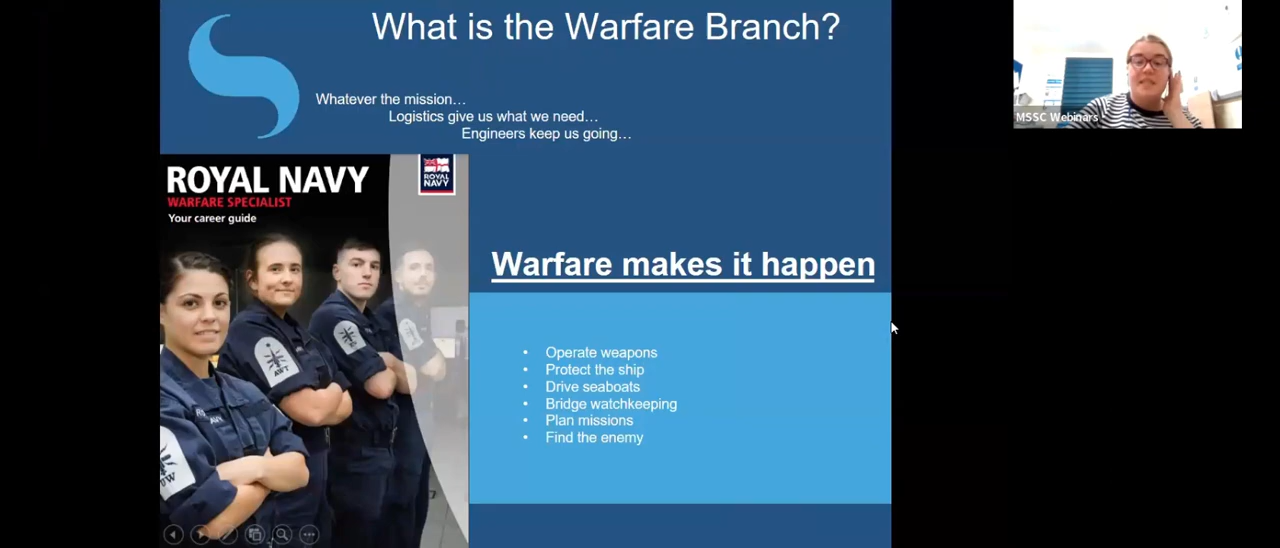 What is the Warfare Branch?
Whatever the mission…
Logistics give us what we need…
Engineers keep us going…
ROYAL NAVY
WARFARE SPECIALIST
Your career guide
ROYAL
NAVY
Warfare makes it happen
• Operate weapons
• Protect the ship
• Drive seaboats
• Bridge watchkeeping
• Plan missions
• Find the enemy
AWT
UW
MSSC Webinars